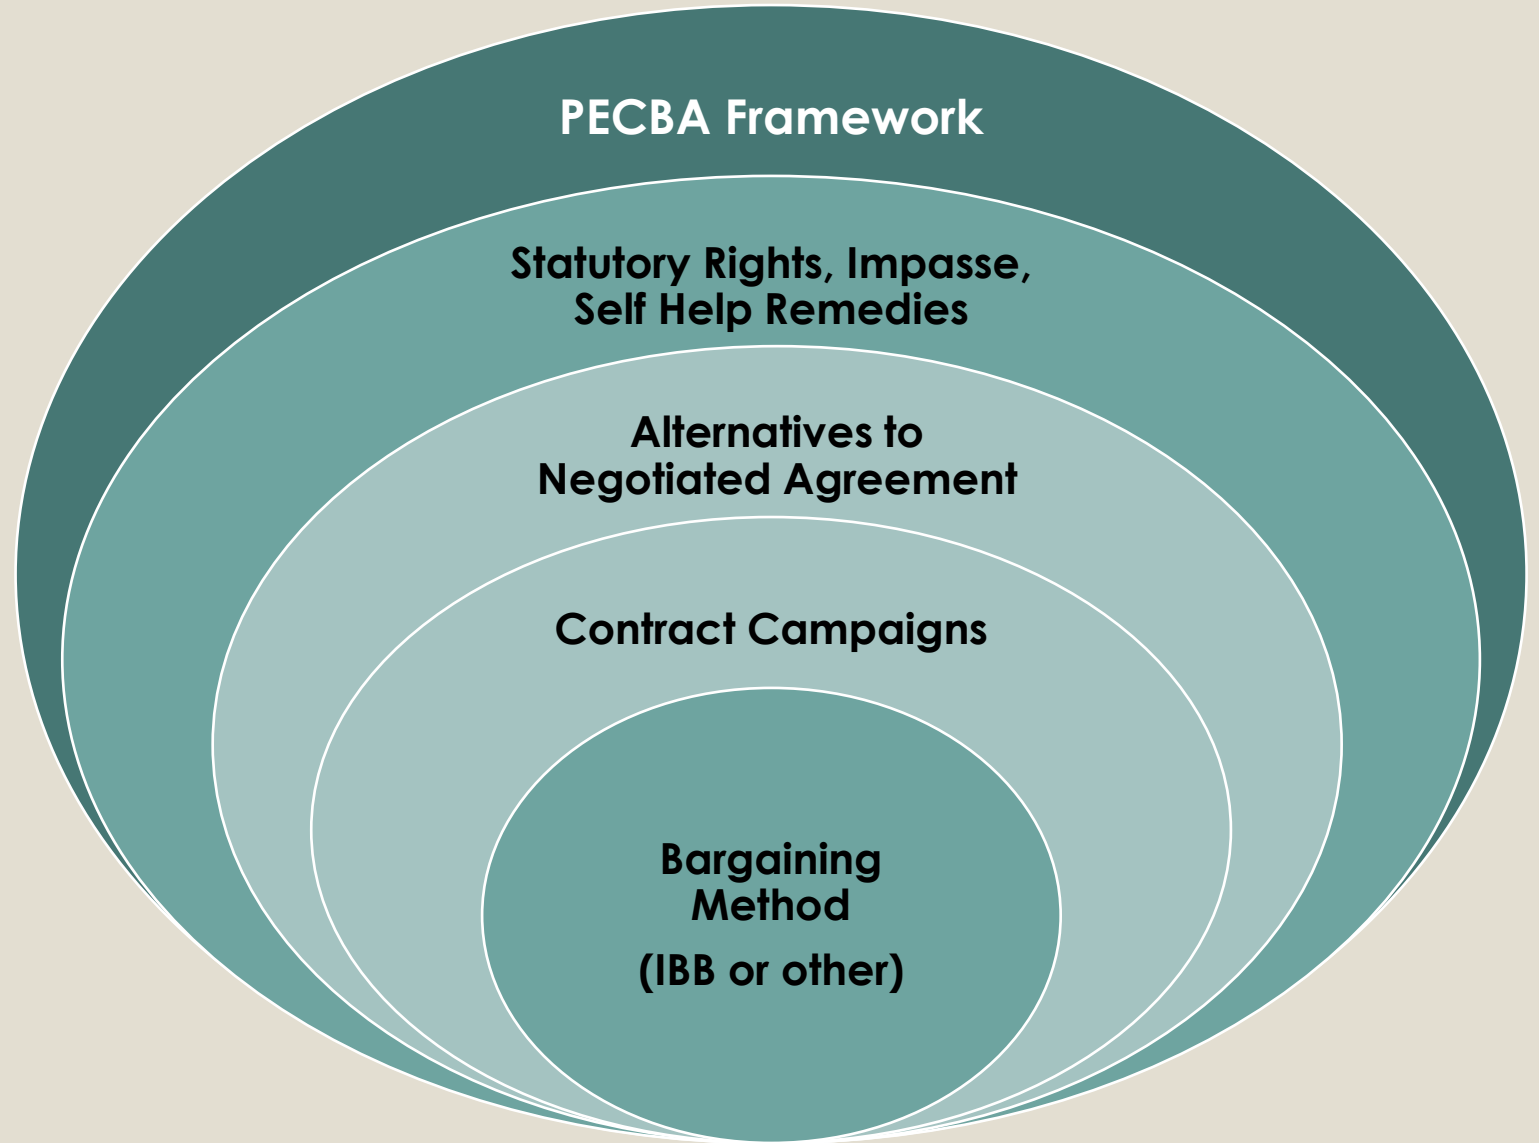 PECBA Framework
Statutory Rights, Impasse,
Self Help Remedies
Alternatives to
Negotiated Agreement
Contract Campaigns
Bargaining
Method
(IBB or other)